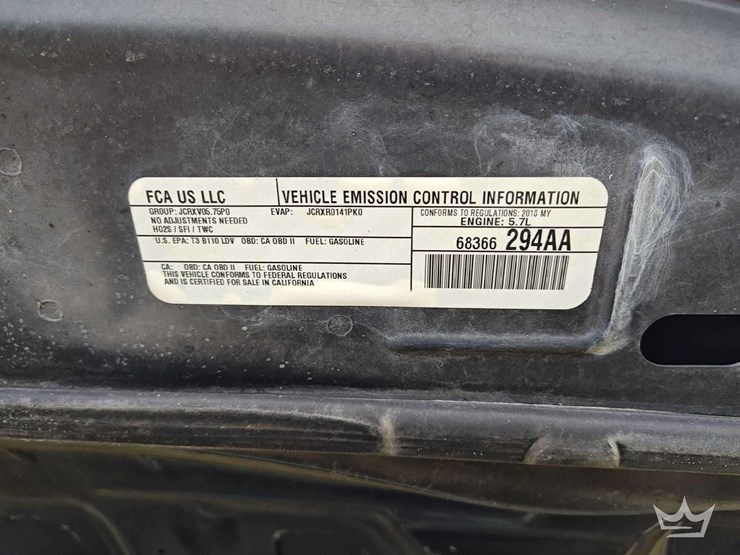 FCA US LLC
VEHICLE EMISSION CONTROL INFORMATION
GROUP: JCRXV05.75P0 EVAP: JCRXR0141PK0
NO ADJUSTMENTS NEEDED
HO2S / SFI / TWC
CONFORMS TO REGULATIONS: 2018 MY
ENGINE: 5.7L
U.S. EPA: T3 B110 LDV OBD: CA OBD II FUEL: GASOLINE
68366 294AA
CA: OBD: CA OBD II FUEL: GASOLINE
THIS VEHICLE CONFORMS TO FEDERAL REGULATIONS
AND IS CERTIFIED FOR SALE IN CALIFORNIA